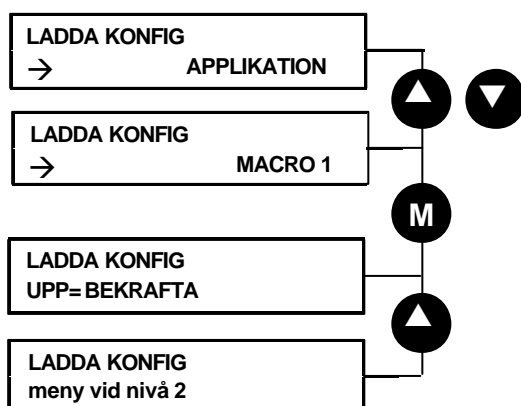 LADDA KONFIG
→ APPLIKATION
LADDA KONFIG
→ MACRO 1
M
LADDA KONFIG
UPP=BEKRAFTA
LADDA KONFIG
meny vid nivå 2